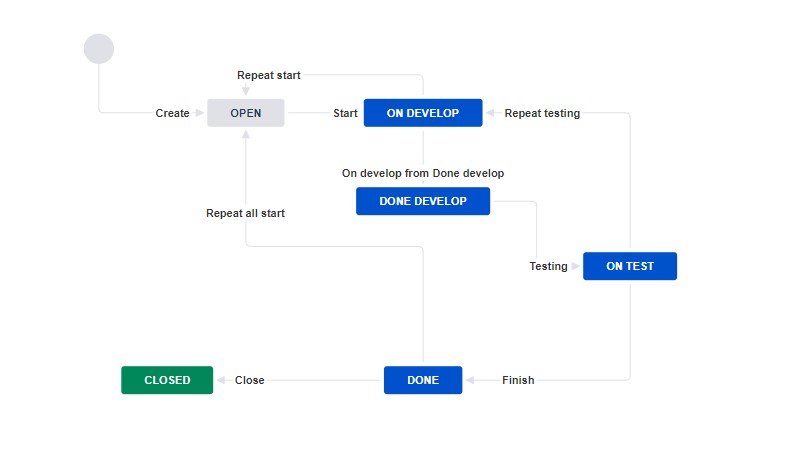 Repeat start
Create
OPEN
Start
ON DEVELOP
Repeat testing
On develop from Done develop
DONE DEVELOP
Repeat all start
Testing
ON TEST
CLOSED
Close
DONE
Finish